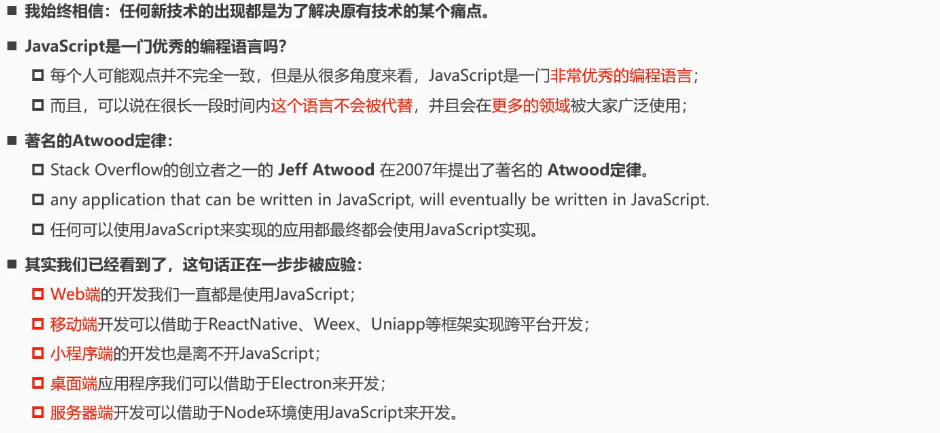 我始终相信：任何新技术的出现都是为了解决原有技术的某个痛点。
JavaScript是一门优秀的编程语言吗？
每个人可能观点并不完全一致，但是从很多角度来看，JavaScript是一门非常优秀的编程语言；
而且，可以说在很长一段时间内这个语言不会被代替，并且会在更多的领域被大家广泛使用；
著名的Atwood定律：
Stack Overflow的创立者之一的 Jeff Atwood 在2007年提出了著名的 Atwood定律。
any application that can be written in JavaScript, will eventually be written in JavaScript.
任何可以使用JavaScript来实现的应用都最终都会使用JavaScript实现。
其实我们已经看到了，这句话正在一步步被应验：
Web端的开发我们一直都是使用JavaScript；
移动端开发可以借助于ReactNative、Weex、Uniapp等框架实现跨平台开发；
小程序端的开发也是离不开JavaScript；
桌面端应用程序我们可以借助于Electron来开发；
服务器端开发可以借助于Node环境使用JavaScript来开发。